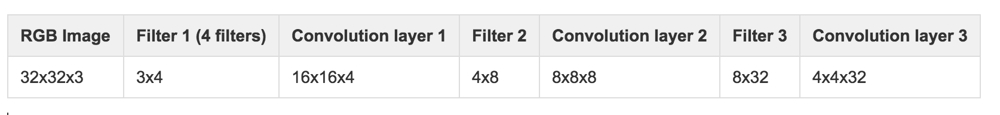 RGB Image Filter 1 (4 filters) Convolution layer 1 Filter 2 Convolution layer 2 Filter 3 Convolution layer 3
32x32x3 3x4 16x16x4 4x8 8x8x8 8x32 4x4x32